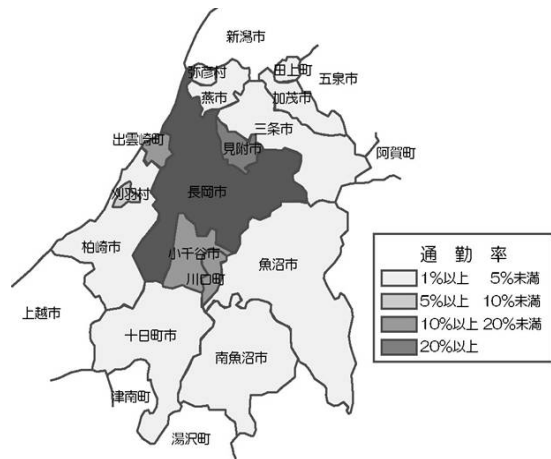 新潟市
弥彦村
田上町
五泉市
燕市
加茂市
三条市
出雲崎町
見附市
阿賀町
長岡市
刈羽村
柏崎市
小千谷市
魚沼市
川口町
上越市
十日町市
南魚沼市
津南町
湯沢町
通勤率
1%以上 5%未満
5%以上 10%未満
10%以上 20%未満
20%以上